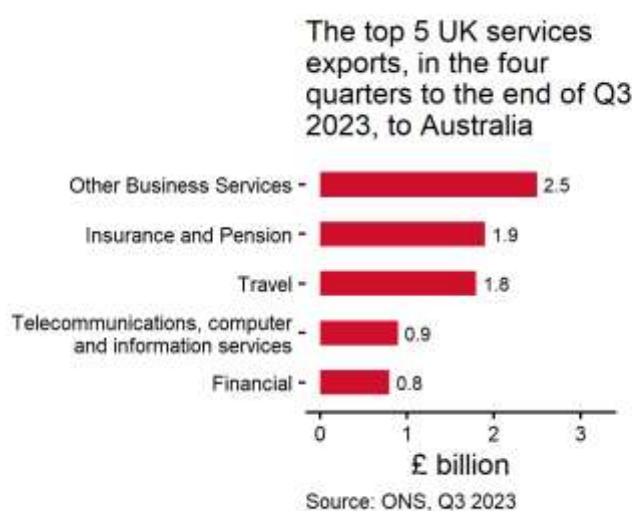 The top 5 UK services
exports, in the four
quarters to the end of Q3
2023, to Australia
Other Business Services
2.5
Insurance and Pension
1.9
Travel
1.8
Telecommunications, computer
and information services
0.9
Financial
0.8
0 1 2 3
£ billion
Source: ONS, Q3 2023